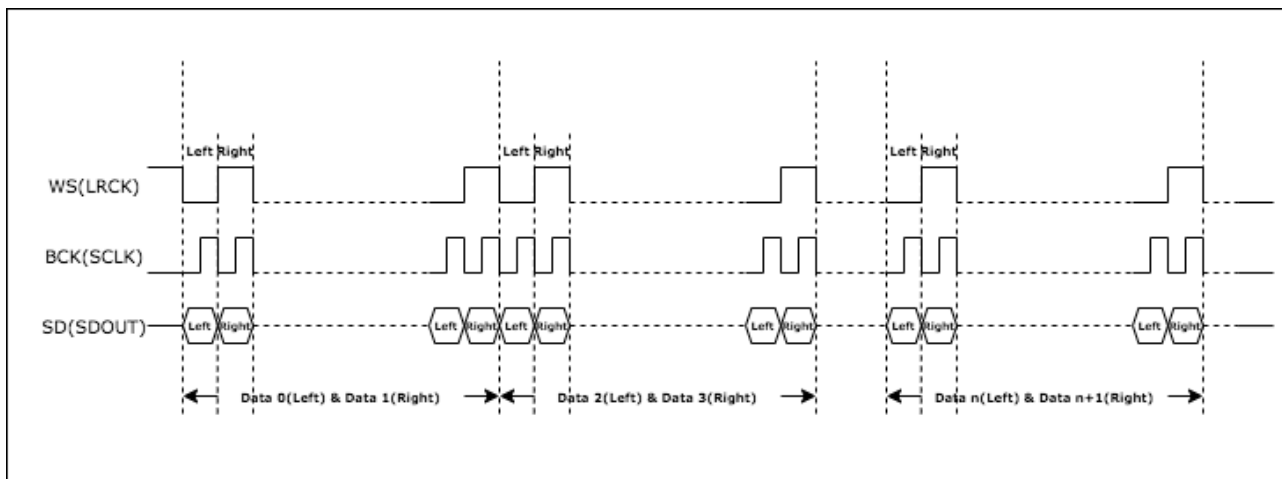 Left Right Left Right Left Right
WS(LRCK)
BCK(SCLK)
SD(SDOUT) Left Right Left Right Left Right Left Right Left Right Left Right
Data 0(Left) & Data 1(Right) Data 2(Left) & Data 3(Right) Data n(Left) & Data n+1(Right)